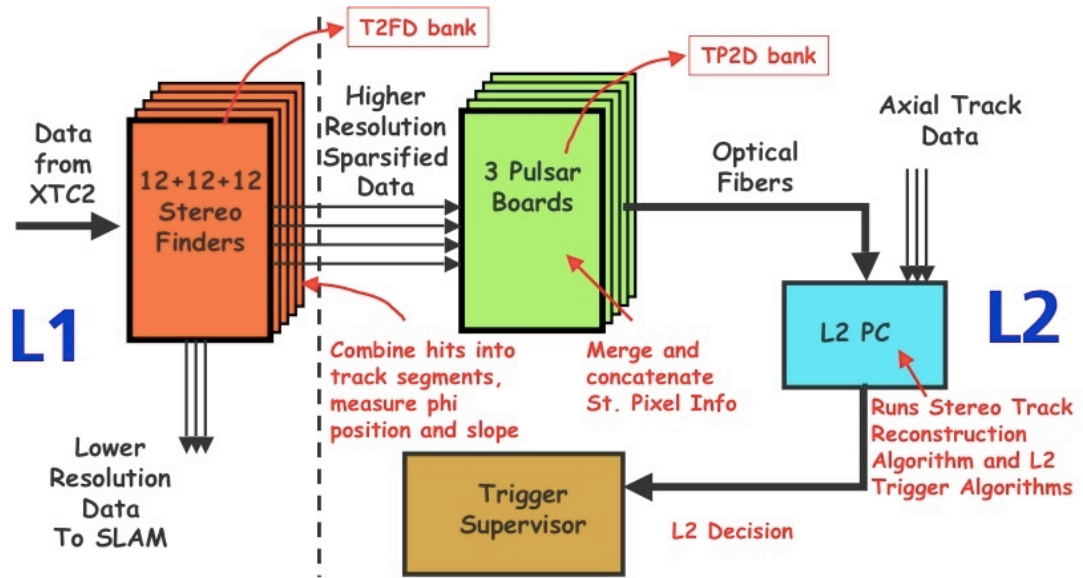 T2FD bank
TP2D bank
Data
from
XTC2
12+12+12
Stereo
Finders
Higher
Resolution
Sparsified
Data
3 Pulsar
Boards
Optical
Fibers
Axial Track
Data
L1
L2
L2 PC
Combine hits into
track segments,
measure phi
position and slope
Merge and
concatenate
St. Pixel Info
Runs Stereo Track
Reconstruction
Algorithm and L2
Trigger Algorithms
Lower
Resolution
Data
To SLAM
Trigger
Supervisor
L2 Decision